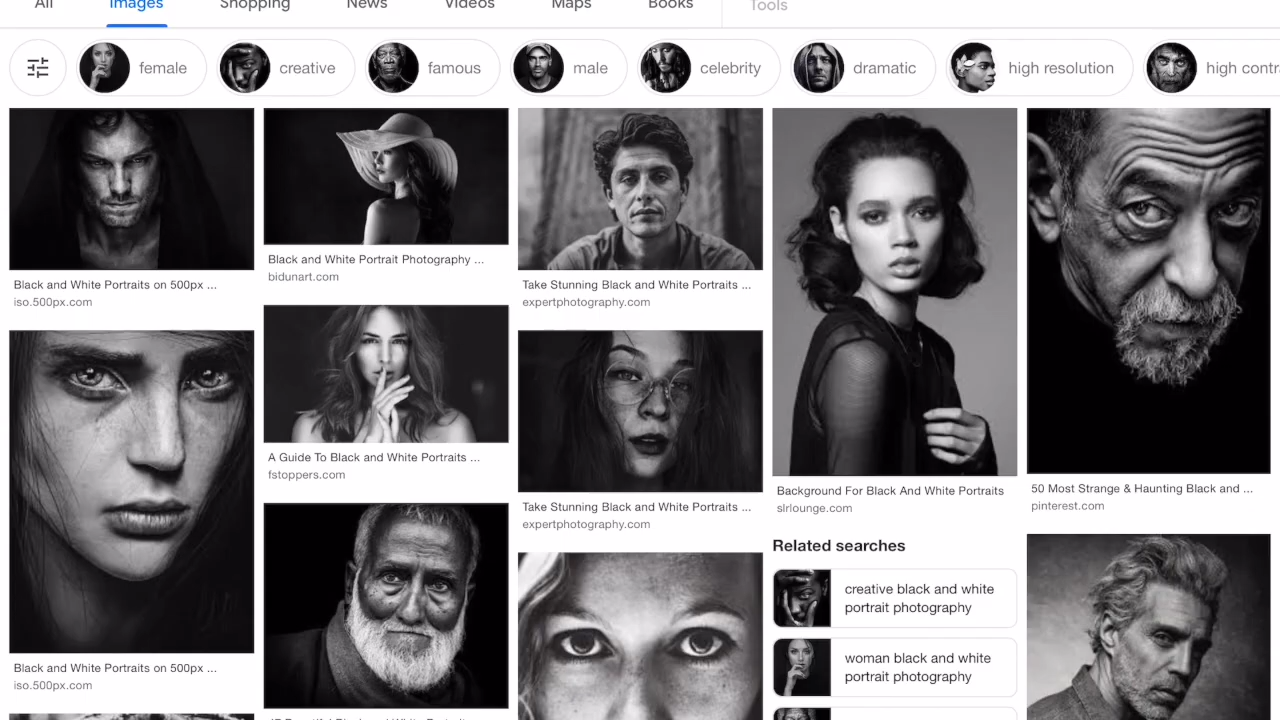 All Images Shopping News Videos Maps Books Tools
female creative famous male celebrity dramatic high resolution high contr
Black and White Portraits on 500px ...
iso.500px.com
Black and White Portraits on 500px ...
iso.500px.com
Black and White Portrait Photography ...
bidunart.com
A Guide To Black and White Portraits ...
fstoppers.com
Take Stunning Black and White Portraits ...
expertphotography.com
Take Stunning Black and White Portraits ...
expertphotography.com
Background For Black And White Portraits
slrlounge.com
Related searches
creative black and white
portrait photography
woman black and white
portrait photography
50 Most Strange & Haunting Black and ...
pinterest.com